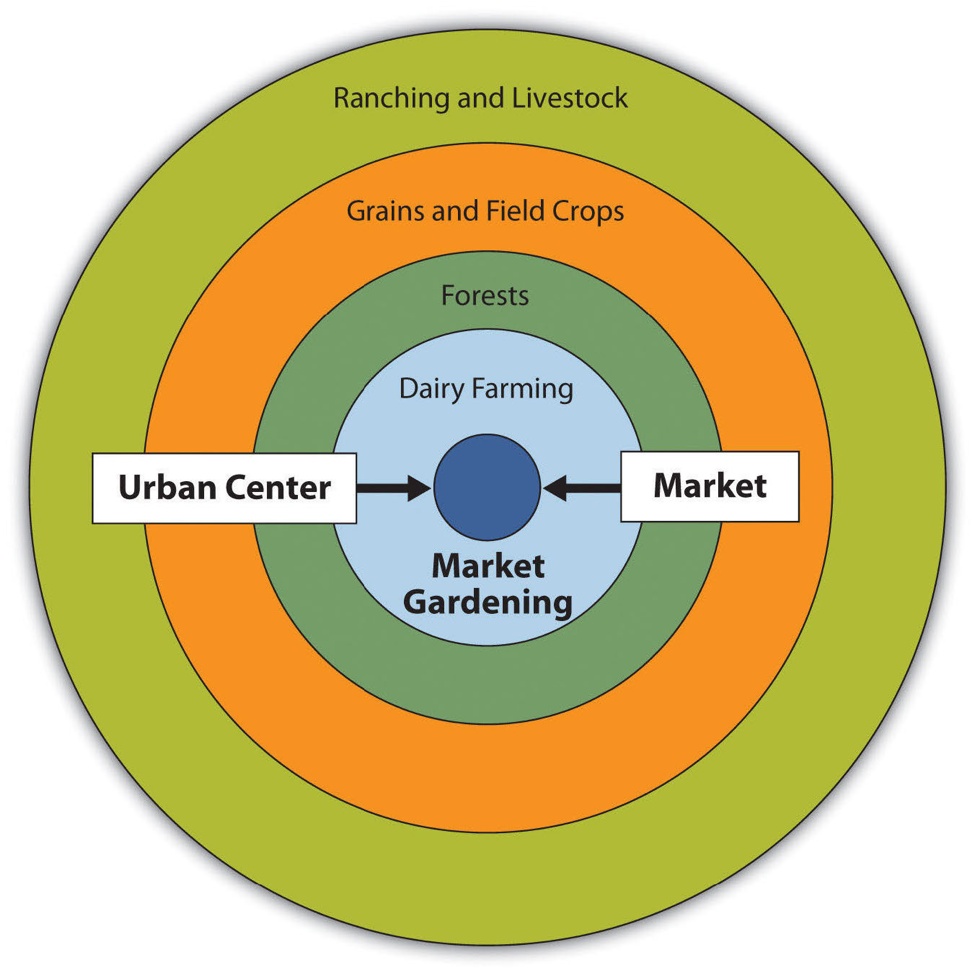 Ranching and Livestock
Grains and Field Crops
Forests
Dairy Farming
Urban Center
Market
Market
Gardening